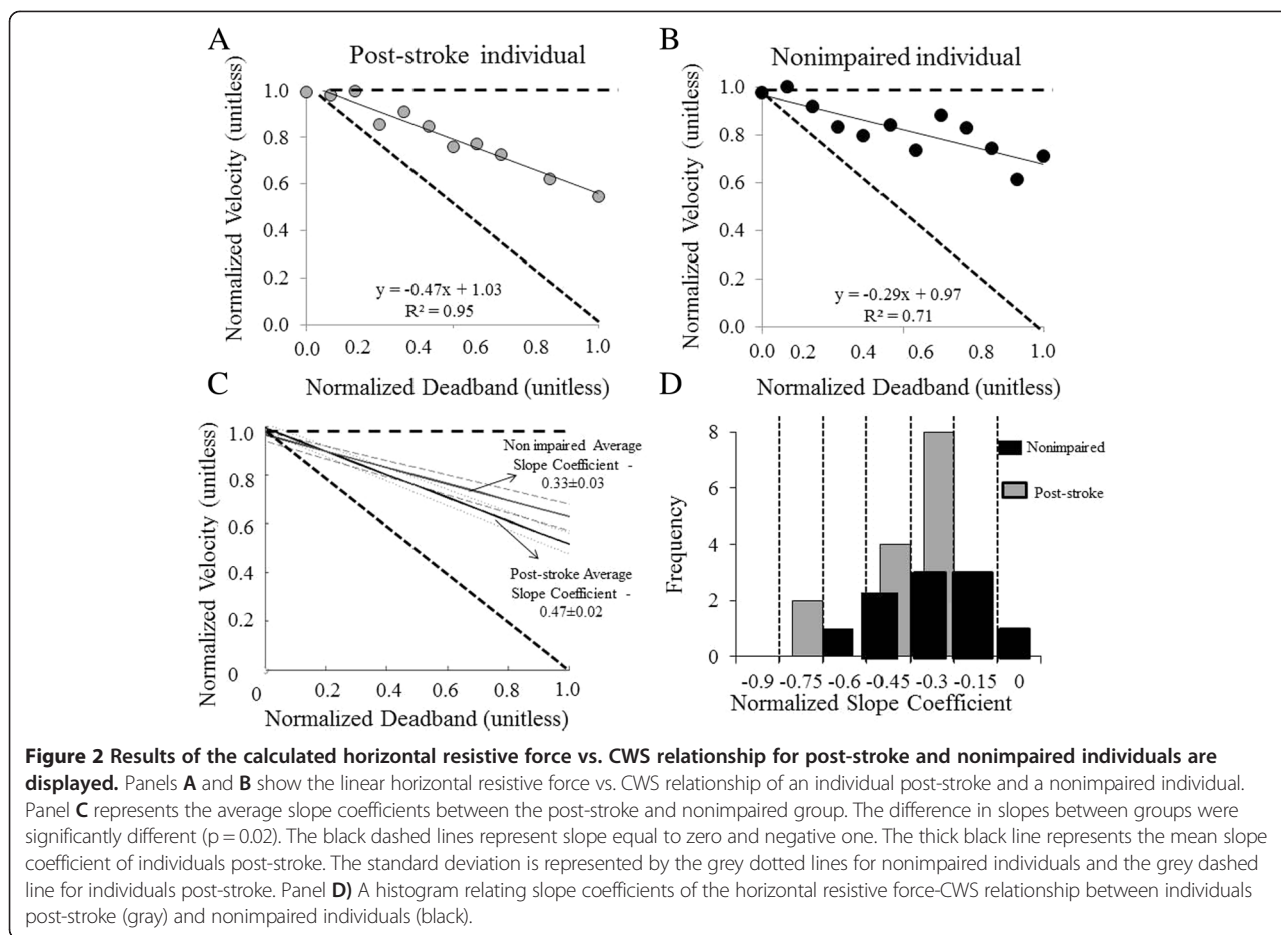 A
Post-stroke individual
Normalized Velocity (unitless)
1.0
0.8
0.6
0.4
0.2
0.0
y = -0.47x + 1.03
R² = 0.95
0.0 0.2 0.4 0.6 0.8 1.0
Normalized Deadband (unitless)
B
Nonimpaired individual
Normalized Velocity (unitless)
1.0
0.8
0.6
0.4
0.2
0.0
y = -0.29x + 0.97
R² = 0.71
0.0 0.2 0.4 0.6 0.8 1.0
Normalized Deadband (unitless)
C
Normalized Velocity (unitless)
1.0
0.8
0.6
0.4
0.2
0
Non impaired Average
Slope Coefficient -
0.33±0.03
Post-stroke Average
Slope Coefficient -
0.47±0.02
0 0.2 0.4 0.6 0.8 1.0
Normalized Deadband (unitless)
D
Frequency
8
6
4
2
0
Nonimpaired
Post-stroke
-0.9 -0.75 -0.6 -0.45 -0.3 -0.15 0
Normalized Slope Coefficient
Figure 2 Results of the calculated horizontal resistive force vs. CWS relationship for post-stroke and nonimpaired individuals are
displayed. Panels A and B show the linear horizontal resistive force vs. CWS relationship of an individual post-stroke and a nonimpaired individual.
Panel C represents the average slope coefficients between the post-stroke and nonimpaired group. The difference in slopes between groups were
significantly different (p = 0.02). The black dashed lines represent slope equal to zero and negative one. The thick black line represents the mean slope
coefficient of individuals post-stroke. The standard deviation is represented by the grey dotted lines for nonimpaired individuals and the grey dashed
line for individuals post-stroke. Panel D) A histogram relating slope coefficients of the horizontal resistive force-CWS relationship between individuals
post-stroke (gray) and nonimpaired individuals (black).